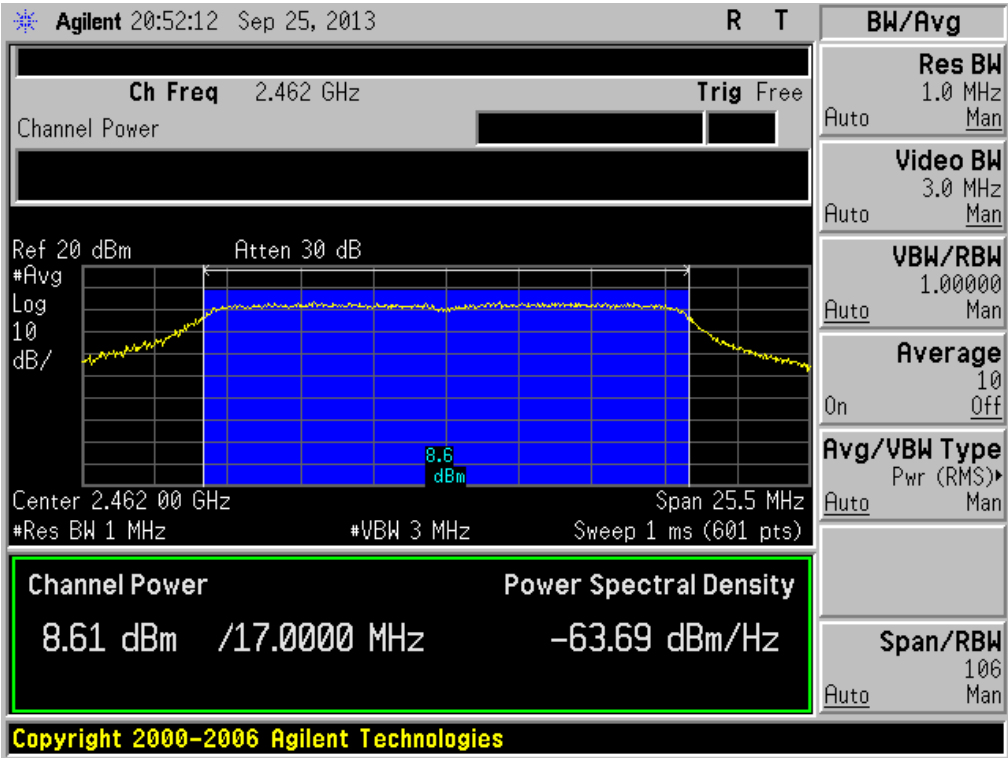 Agilent 20:52:12 Sep 25, 2013 R T
BW/Avg
Ch Freq 2.462 GHz Trig Free
Channel Power
Ref 20 dBm Atten 30 dB
#Avg
Log
10
dB/
8.6
dBm
Center 2.462 00 GHz Span 25.5 MHz
#Res BW 1 MHz #VBW 3 MHz Sweep 1 ms (601 pts)
Channel Power Power Spectral Density
8.61 dBm /17.0000 MHz -63.69 dBm/Hz
Res BW
1.0 MHz
Auto Man
Video BW
3.0 MHz
Auto Man
VBW/RBW
1.00000
Auto Man
Average
10
On Off
Avg/VBW Type
Pwr (RMS)▸
Auto Man
Span/RBW
106
Auto Man
Copyright 2000-2006 Agilent Technologies